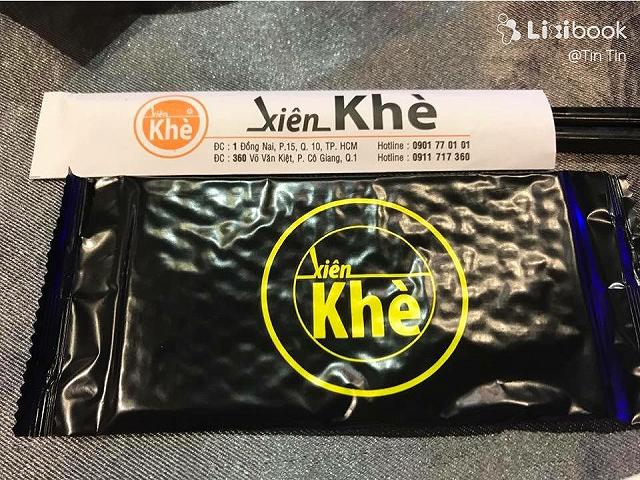 Lixibook
@Tin Tin
xiên
Khè
xiên Khè
ĐC : 1 Đồng Nai, P.15, Q. 10, TP. HCM Hotline : 0901 77 01 01
ĐC : 360 Võ Văn Kiệt, P. Cô Giang, Q.1 Hotline : 0911 717 360
xiên
Khè